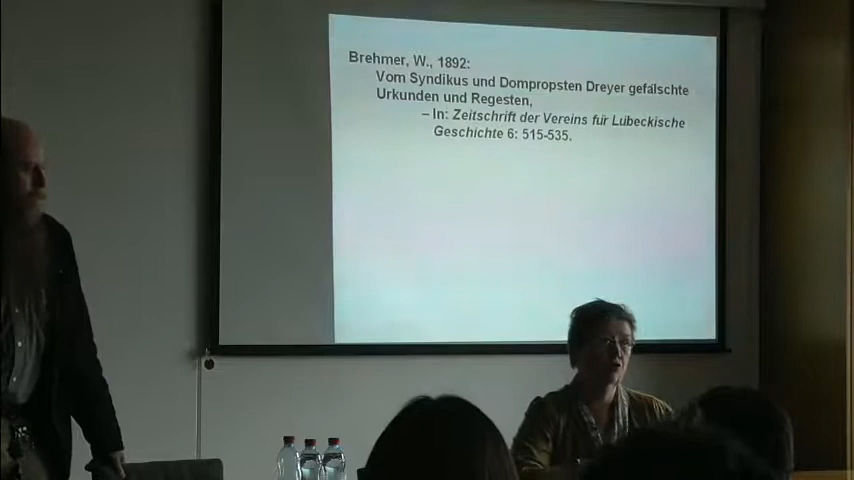 Brehmer, W., 1892:
Vom Syndikus und Dompropsten Dreyer gefälschte
Urkunden und Regesten,
– In: Zeitschrift der Vereins für Lübeckische
Geschichte 6: 515-535.